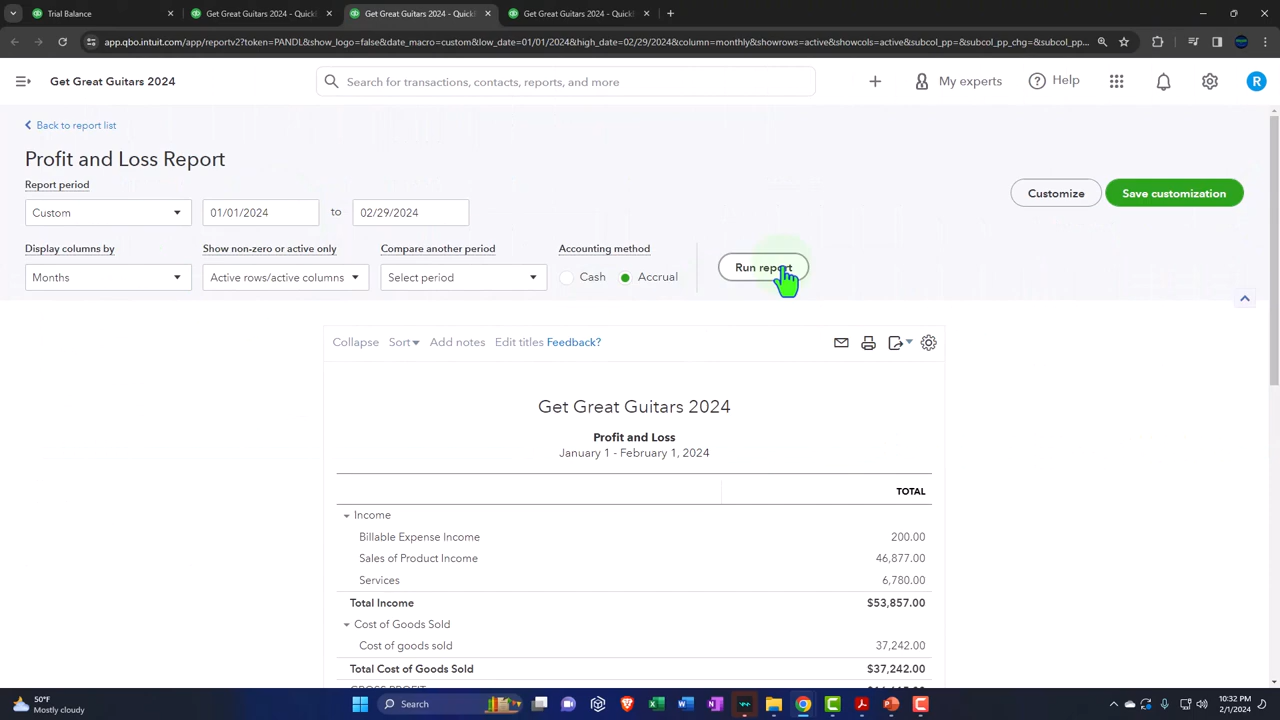 Trial Balance
Get Great Guitars 2024 - Quick
Get Great Guitars 2024 - Quick
Get Great Guitars 2024 - Quick
app.qbo.intuit.com/app/reportv2?token=PANDL&show_logo=false&date_macro=custom&low_date=01/01/2024&high_date=02/29/2024&column=monthly&showrows=active&showcols=active&subcol_pp=&subcol_pp_chg=&subcol_pp_...
Get Great Guitars 2024
Search for transactions, contacts, reports, and more
My experts
Help
R
Back to report list
Profit and Loss Report
Report period
Customize
Save customization
Custom
01/01/2024
to
02/29/2024
Display columns by
Show non-zero or active only
Compare another period
Accounting method
Run report
Months
Active rows/active columns
Select period
Cash
Accrual
Collapse
Sort
Add notes
Edit titles
Feedback?
Get Great Guitars 2024
Profit and Loss
January 1 - February 1, 2024
TOTAL
Income
Billable Expense Income 200.00
Sales of Product Income 46,877.00
Services 6,780.00
Total Income $53,857.00
Cost of Goods Sold
Cost of goods sold 37,242.00
Total Cost of Goods Sold $37,242.00
50°F
Mostly cloudy
Search
10:32 PM
2/1/2024